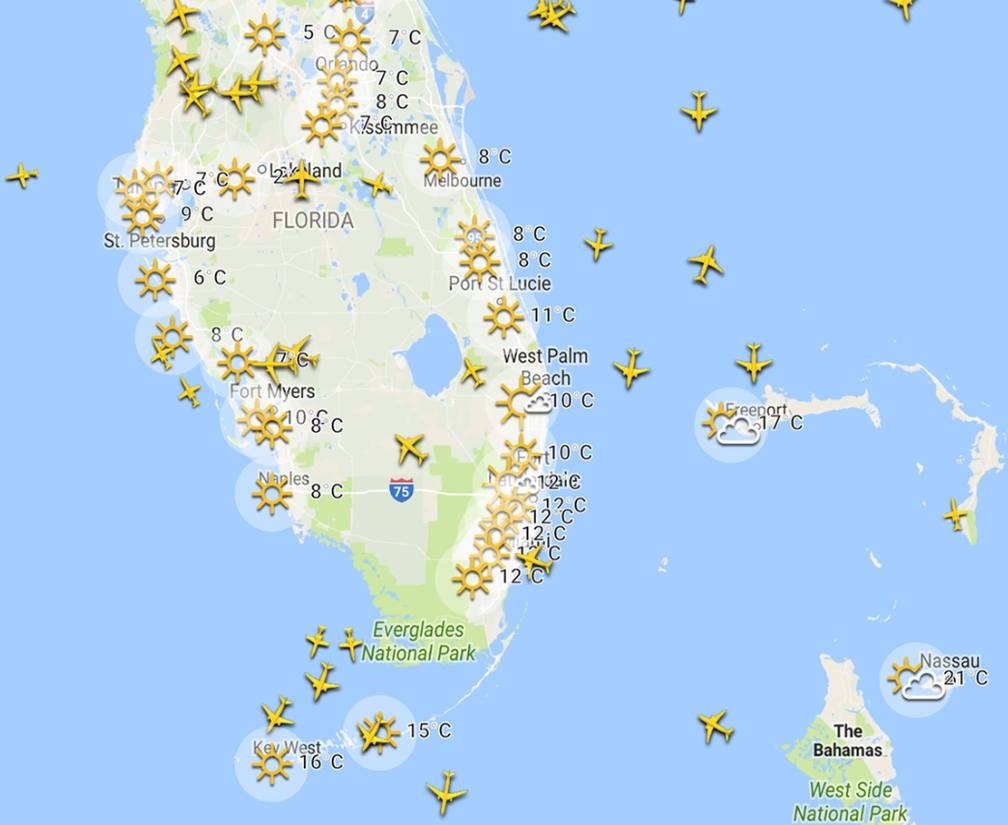 4
5°C
7°C
Orlando
7°C
8°C
7°C
Kissimmee
8°C
Melbourne
Lakeland
7°C
7°C
9°C
FLORIDA
St. Petersburg
95
8°C
8°C
6°C
Port St Lucie
11°C
8°C
7°C
West Palm
Beach
10°C
Fort Myers
10°C
8°C
Freeport
17°C
Fort
10°C
12°C
Naples
8°C
75
12°C
12°C
12°C
12°C
Everglades
National Park
Nassau
21°C
15°C
Key West
16°C
The
Bahamas
West Side
National Park